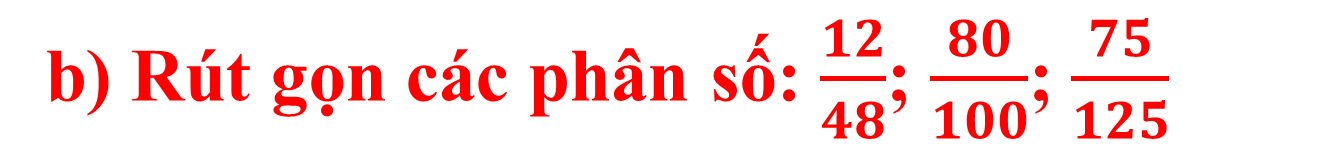 b) Rút gọn các phân số: 12/48; 80/100; 75/125